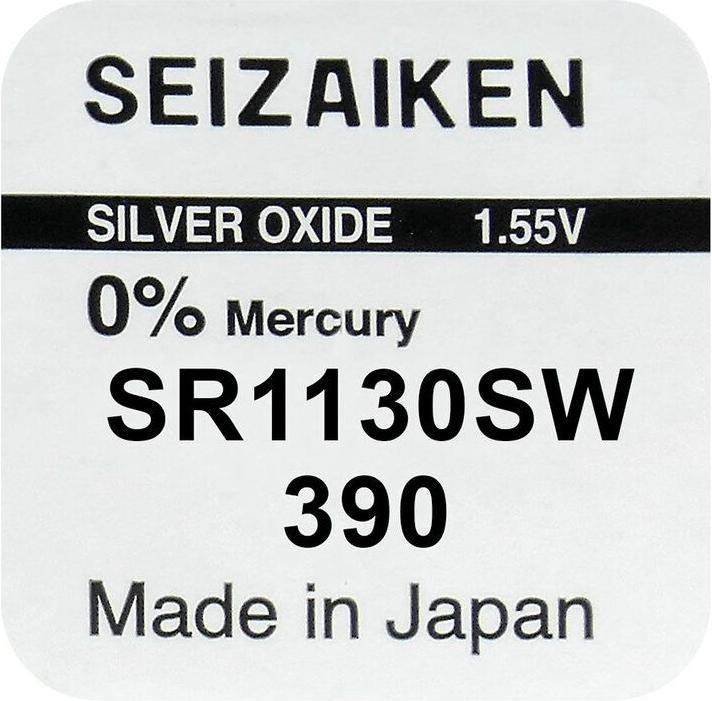 SEIZAIKEN
SILVER OXIDE 1.55V
0% Mercury
SR1130SW
390
Made in Japan